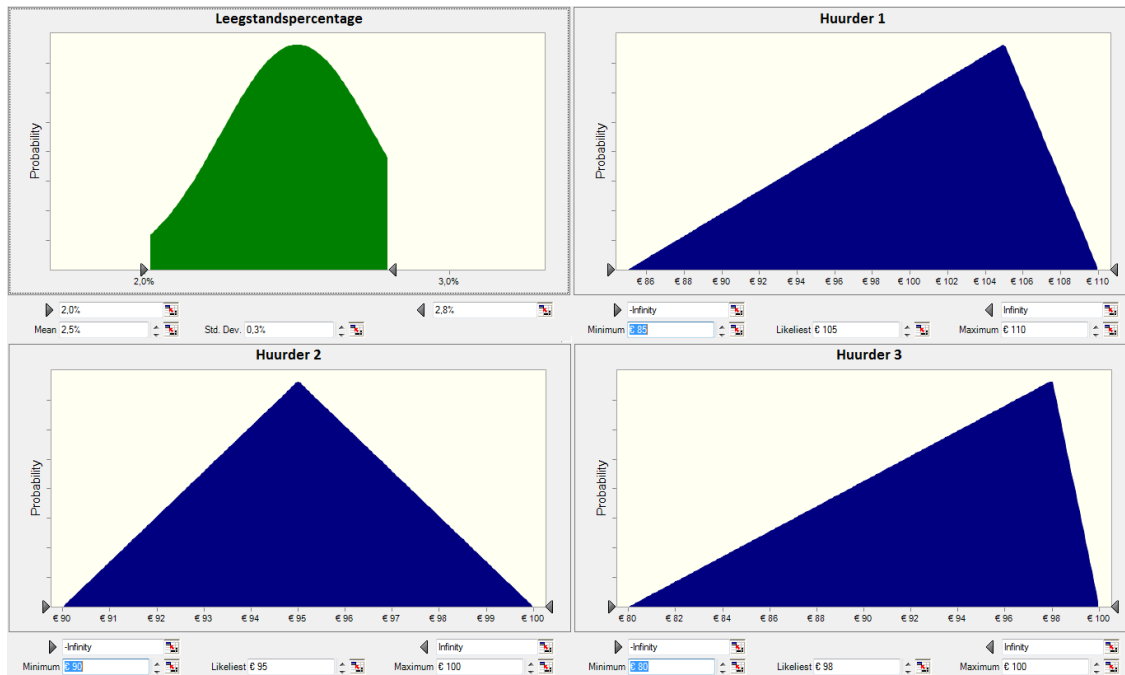 Leegstandspercentage
Probability
2,0% 3,0%
2,0% 2,8%
Mean 2,5% Std. Dev. 0,3%
Huurder 1
Probability
€ 86 € 88 € 90 € 92 € 94 € 96 € 98 € 100 € 102 € 104 € 106 € 108 € 110
-Infinity Infinity
Minimum € 85 Likeliest € 105 Maximum € 110
Huurder 2
Probability
€ 90 € 91 € 92 € 93 € 94 € 95 € 96 € 97 € 98 € 99 € 100
-Infinity Infinity
Minimum € 90 Likeliest € 95 Maximum € 100
Huurder 3
Probability
€ 80 € 82 € 84 € 86 € 88 € 90 € 92 € 94 € 96 € 98 € 100
-Infinity Infinity
Minimum € 80 Likeliest € 98 Maximum € 100